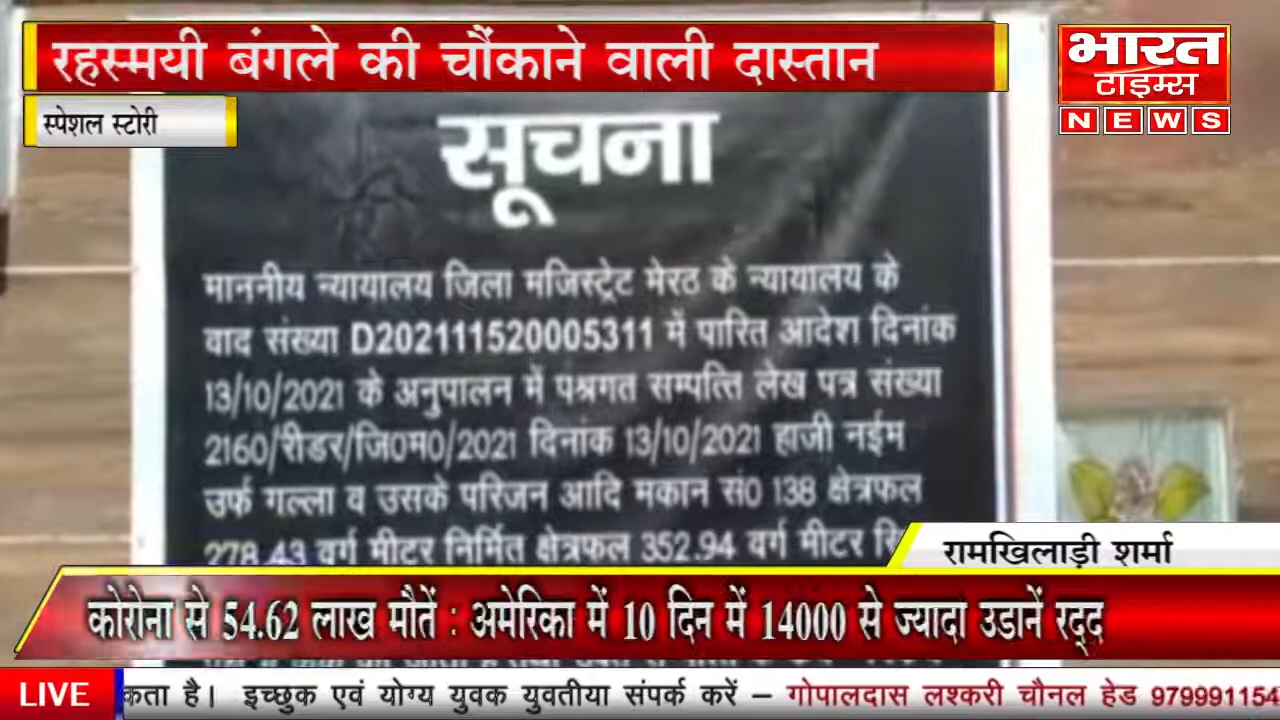 रहस्मयी बंगले की चौंकाने वाली दास्तान
भारत
टाइम्स
NEWS
स्पेशल स्टोरी
सूचना
माननीय न्यायालय जिला मजिस्ट्रेट मेरठ के न्यायालय के
वाद संख्या D202111520005311 में पारित आदेश दिनांक
13/10/2021 के अनुपालन में पश्रगत सम्पत्ति लेख पत्र संख्या
2160/रीडर/जि0म0/2021 दिनांक 13/10/2021 हाजी नईम
उर्फ गल्ला व उसके परिजन आदि मकान सं0 138 क्षेत्रफल
278.43 वर्ग मीटर निर्मित क्षेत्रफल 352.94 वर्ग मीटर
रामखिलाड़ी शर्मा
कोरोना से 54.62 लाख मौतें : अमेरिका में 10 दिन में 14000 से ज्यादा उडानें रद्द
LIVE
कता है। इच्छुक एवं योग्य युवक युवतीया संपर्क करें – गोपालदास लश्करी चौनल हेड 979991154